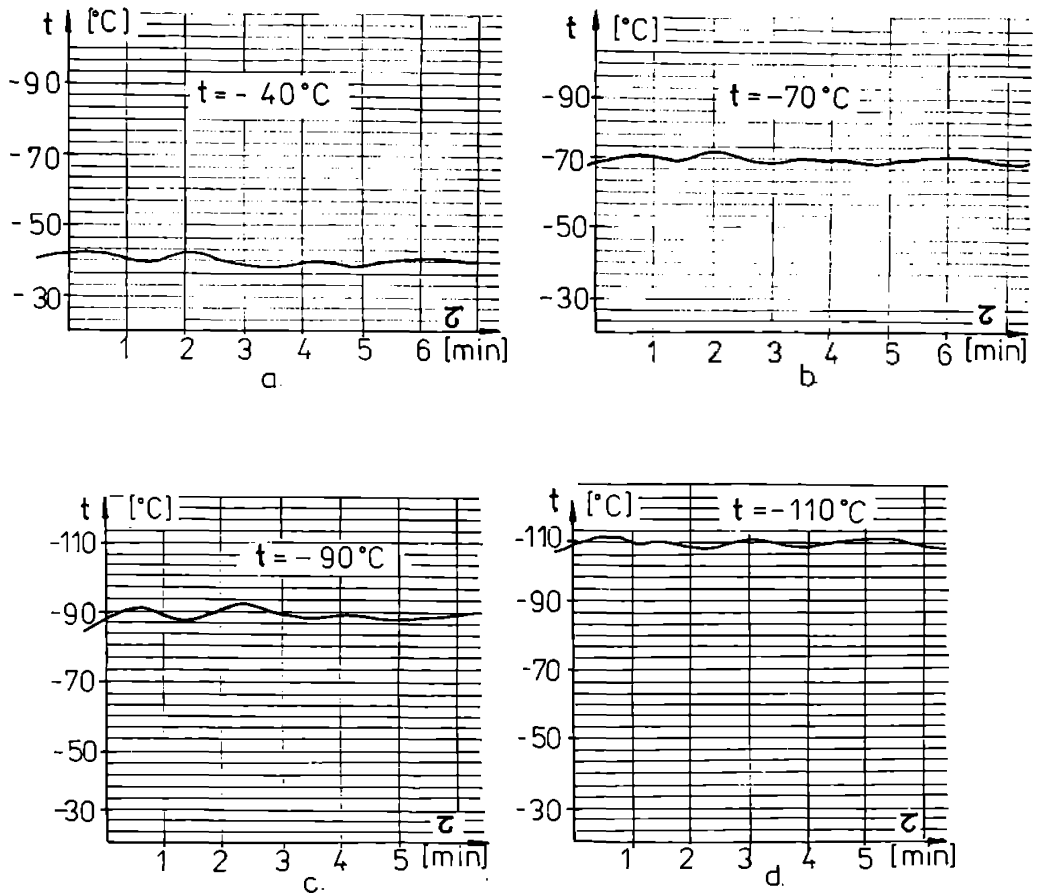 t [°C]
t = - 40°C
-90
-70
-50
-30
τ
1 2 3 4 5 6 [min]
a.
t [°C]
t = -70°C
-90
-70
-50
-30
τ
1 2 3 4 5 6 [min]
b.
t [°C]
t = - 90°C
-110
-90
-70
-50
-30
τ
1 2 3 4 5 [min]
c.
t [°C]
t = -110°C
-110
-90
-70
-50
-30
τ
1 2 3 4 5 [min]
d.